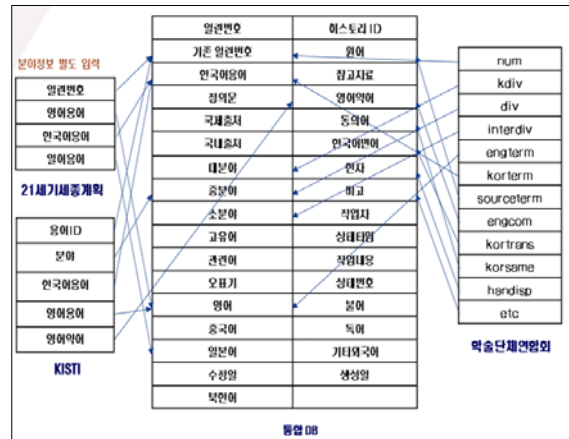 분야정보 별도 입력
일련번호
영어용어
한국어용어
일어용어
21세기세종계획
용어ID
분야
한국어용어
영어용어
영어약어
KISTI
일련번호 히스토리 ID
기존 일련번호 원어
한국어용어 참고자료
정의문 영어약어
국제출처 동의어
국내출처 한국어번어
대분야 한자
중분야 비고
소분야 작업자
고유어 상태타임
관련어 작업내용
오표기 상태번호
영어 불어
중국어 독어
일본어 기타외국어
수정일 생성일
북한어
통합 DB
num
kdiv
div
interdiv
engterm
korterm
sourceterm
engcom
kortrans
korsame
handisp
etc
학술단체연합회